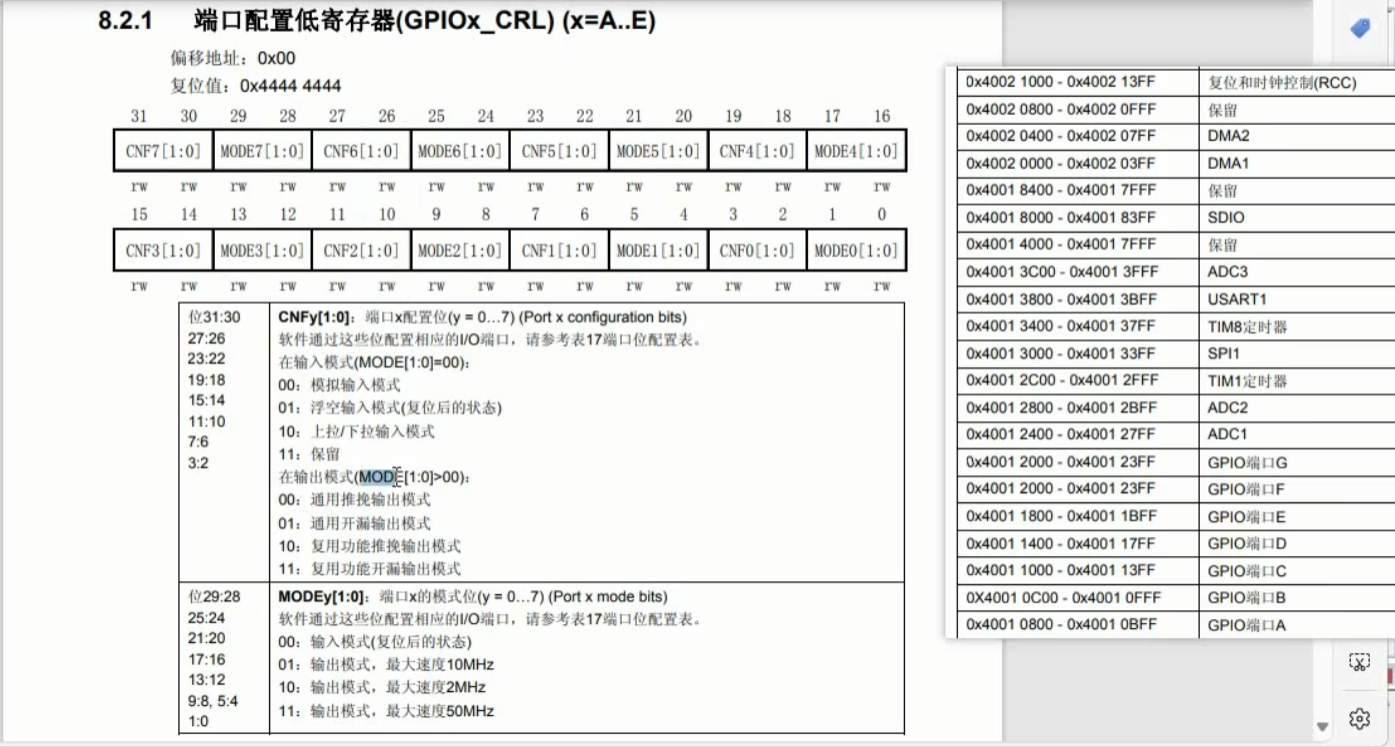 8.2.1 端口配置低寄存器(GPIOx_CRL) (x=A..E)
偏移地址：0x00
复位值：0x4444 4444
31 30 29 28 27 26 25 24 23 22 21 20 19 18 17 16
CNF7[1:0] MODE7[1:0] CNF6[1:0] MODE6[1:0] CNF5[1:0] MODE5[1:0] CNF4[1:0] MODE4[1:0]
rw rw rw rw rw rw rw rw rw rw rw rw rw rw rw rw
15 14 13 12 11 10 9 8 7 6 5 4 3 2 1 0
CNF3[1:0] MODE3[1:0] CNF2[1:0] MODE2[1:0] CNF1[1:0] MODE1[1:0] CNF0[1:0] MODE0[1:0]
rw rw rw rw rw rw rw rw rw rw rw rw rw rw rw rw
位31:30
27:26
23:22
19:18
15:14
11:10
7:6
3:2
CNFy[1:0]：端口x配置位(y = 0…7) (Port x configuration bits)
软件通过这些位配置相应的I/O端口，请参考表17端口位配置表。
在输入模式(MODE[1:0]=00)：
00：模拟输入模式
01：浮空输入模式(复位后的状态)
10：上拉/下拉输入模式
11：保留
在输出模式(MODE[1:0]>00)：
00：通用推挽输出模式
01：通用开漏输出模式
10：复用功能推挽输出模式
11：复用功能开漏输出模式
位29:28
25:24
21:20
17:16
13:12
9:8, 5:4
1:0
MODEy[1:0]：端口x的模式位(y = 0…7) (Port x mode bits)
软件通过这些位配置相应的I/O端口，请参考表17端口位配置表。
00：输入模式(复位后的状态)
01：输出模式，最大速度10MHz
10：输出模式，最大速度2MHz
11：输出模式，最大速度50MHz
0x4002 1000 - 0x4002 13FF 复位和时钟控制(RCC)
0x4002 0800 - 0x4002 0FFF 保留
0x4002 0400 - 0x4002 07FF DMA2
0x4002 0000 - 0x4002 03FF DMA1
0x4001 8400 - 0x4001 7FFF 保留
0x4001 8000 - 0x4001 83FF SDIO
0x4001 4000 - 0x4001 7FFF 保留
0x4001 3C00 - 0x4001 3FFF ADC3
0x4001 3800 - 0x4001 3BFF USART1
0x4001 3400 - 0x4001 37FF TIM8定时器
0x4001 3000 - 0x4001 33FF SPI1
0x4001 2C00 - 0x4001 2FFF TIM1定时器
0x4001 2800 - 0x4001 2BFF ADC2
0x4001 2400 - 0x4001 27FF ADC1
0x4001 2000 - 0x4001 23FF GPIO端口G
0x4001 2000 - 0x4001 23FF GPIO端口F
0x4001 1800 - 0x4001 1BFF GPIO端口E
0x4001 1400 - 0x4001 17FF GPIO端口D
0x4001 1000 - 0x4001 13FF GPIO端口C
0X4001 0C00 - 0x4001 0FFF GPIO端口B
0x4001 0800 - 0x4001 0BFF GPIO端口A